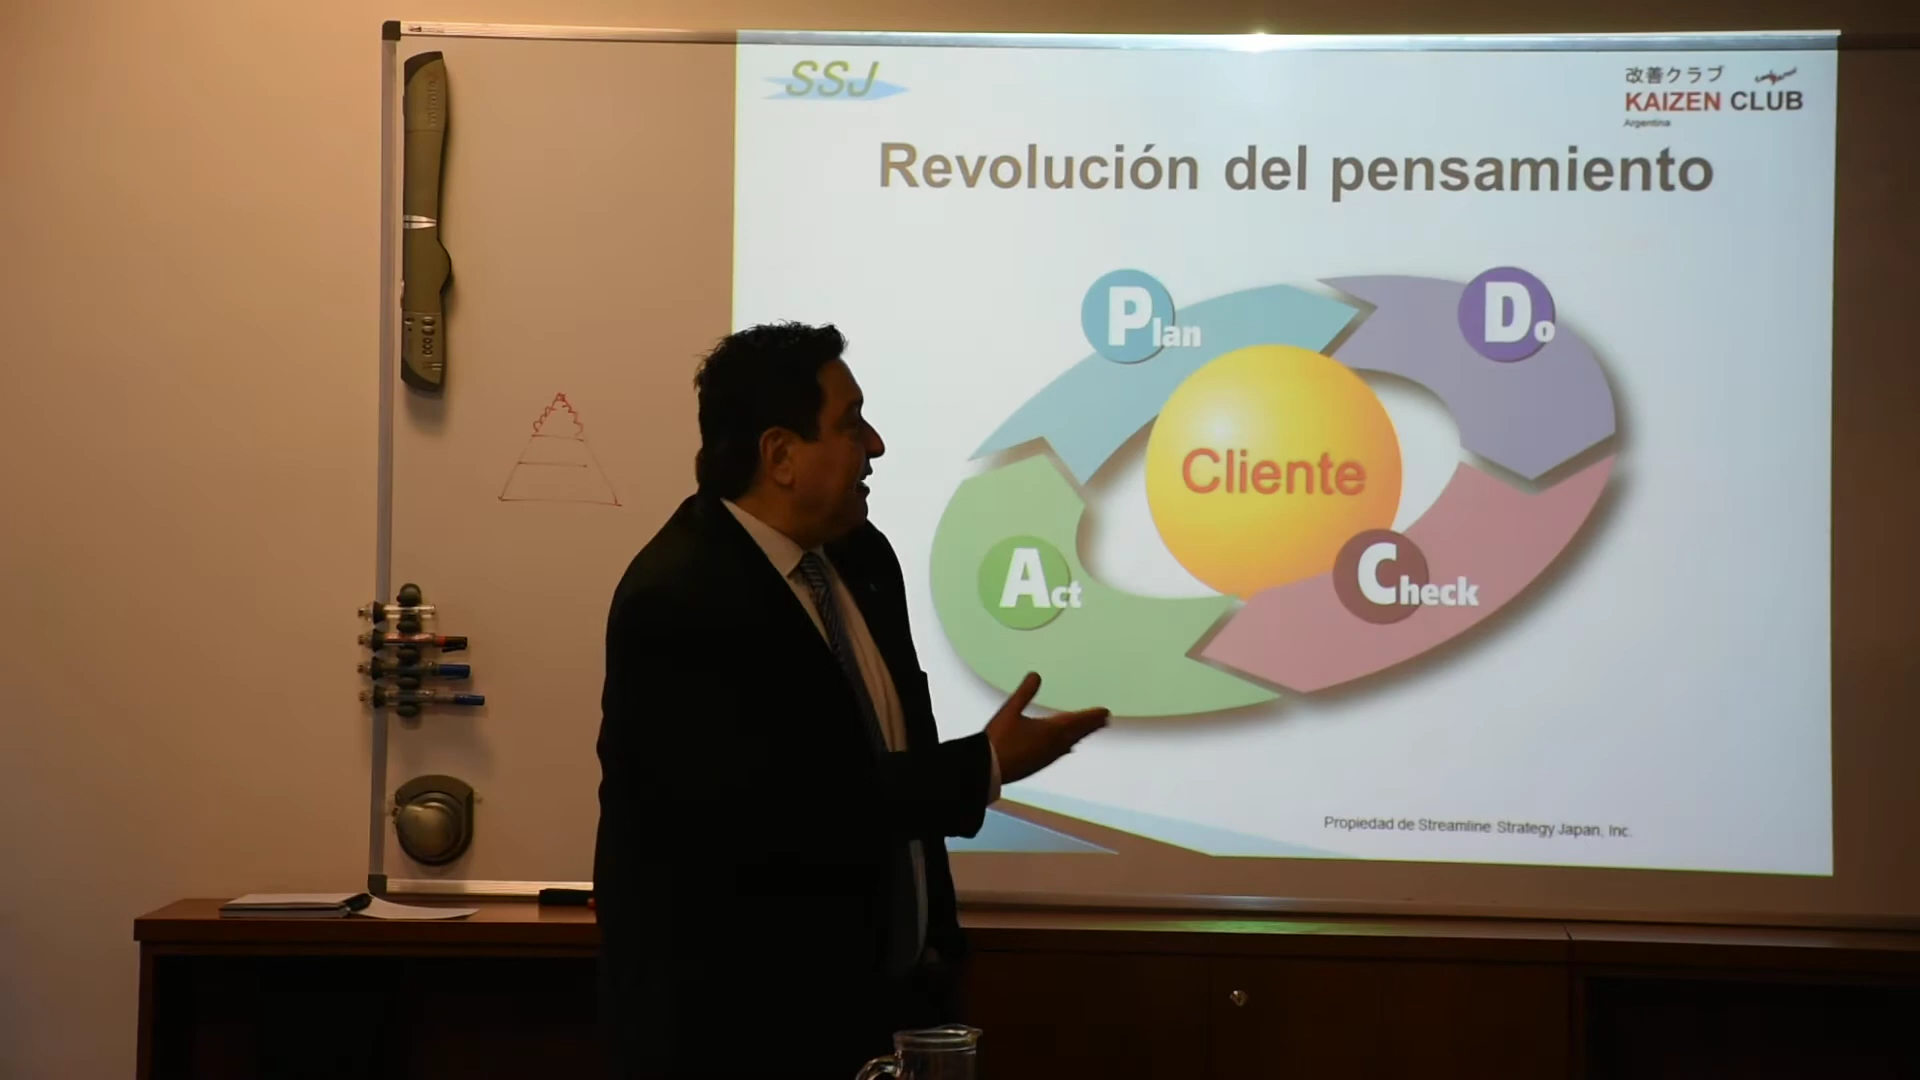 SSJ
改善クラブ
KAIZEN CLUB
Argentina
Revolución del pensamiento
Plan
Do
Cliente
Act
Check
Propiedad de Streamline Strategy Japan, Inc.